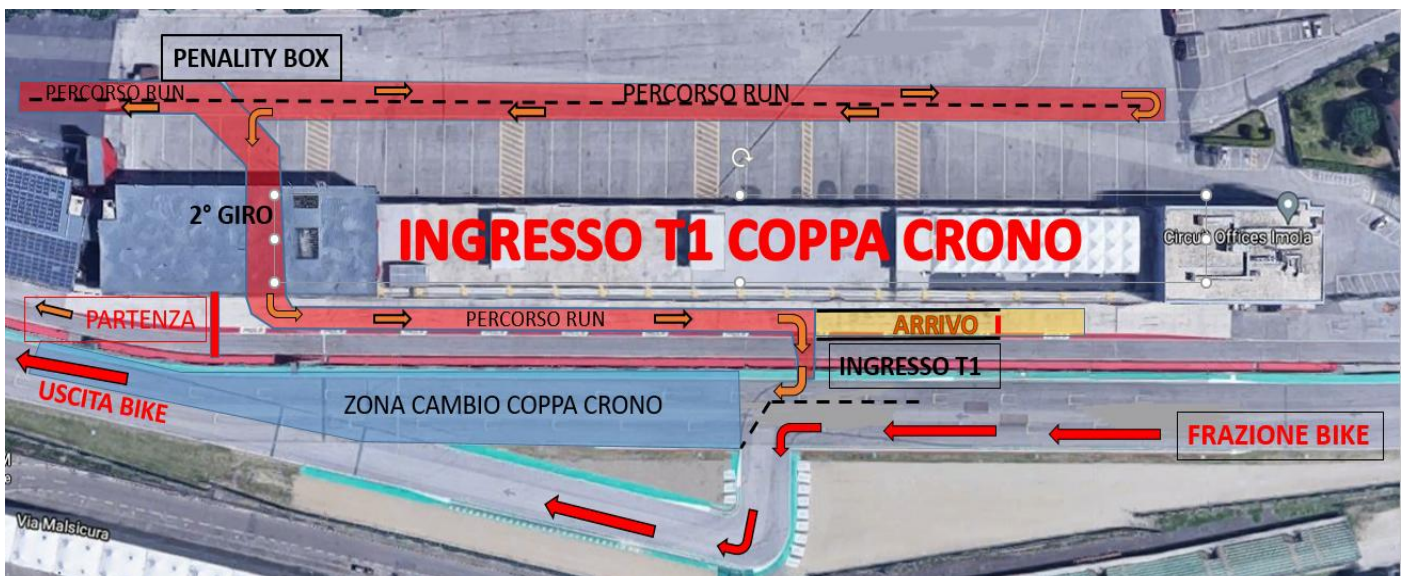 PENALITY BOX
PERCORSO RUN
PERCORSO RUN
2° GIRO
INGRESSO T1 COPPA CRONO
Circuit Offices Imola
PARTENZA
PERCORSO RUN
ARRIVO
INGRESSO T1
USCITA BIKE
ZONA CAMBIO COPPA CRONO
FRAZIONE BIKE
Via Malsicura